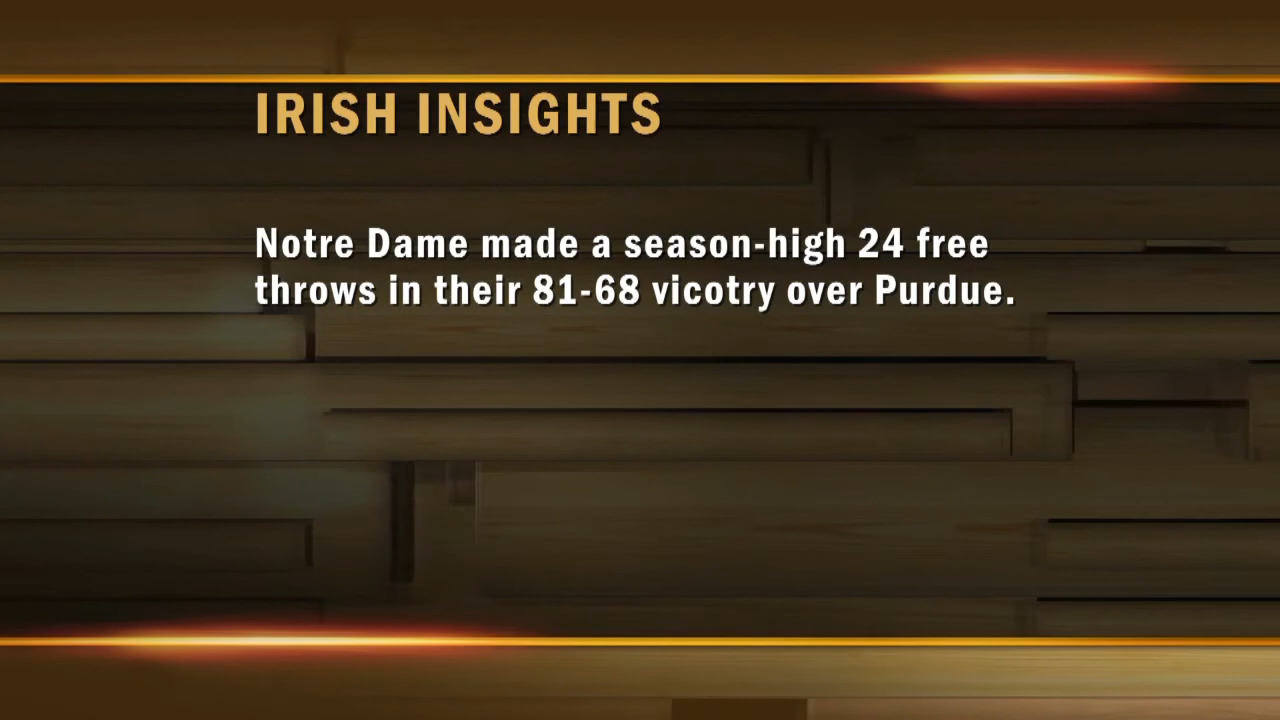 IRISH INSIGHTS
Notre Dame made a season-high 24 free
throws in their 81-68 vicotry over Purdue.